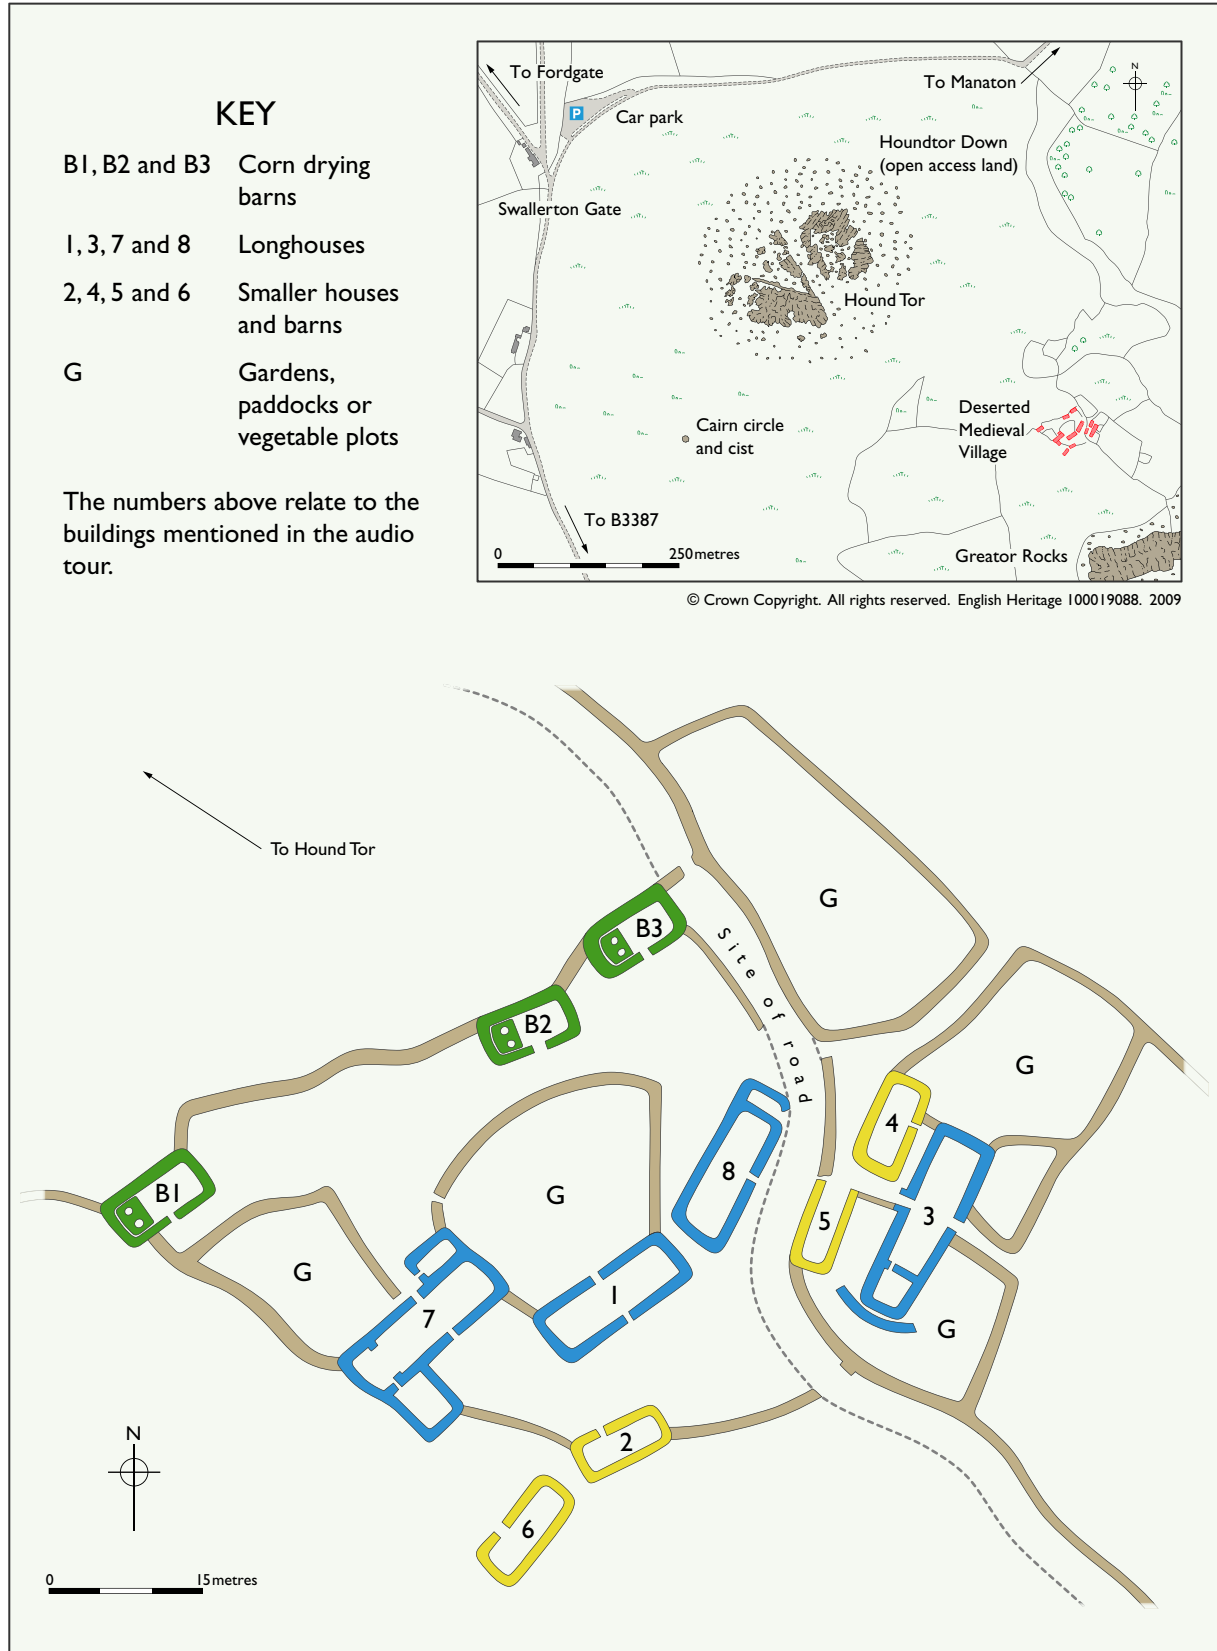 KEY
B1, B2 and B3 Corn drying
barns
1, 3, 7 and 8 Longhouses
2, 4, 5 and 6 Smaller houses
and barns
G Gardens,
paddocks or
vegetable plots
The numbers above relate to the
buildings mentioned in the audio
tour.
To Fordgate
P
Car park
To Manaton
N
Houndtor Down
(open access land)
Swallerton Gate
Hound Tor
Deserted
Medieval
Village
Cairn circle
and cist
To B3387
0 250 metres
Greator Rocks
© Crown Copyright. All rights reserved. English Heritage 100019088. 2009
To Hound Tor
G
B3
Site of road
B2
G
4
8
B1
G
5
3
G
1
7
G
2
6
N
0 15 metres